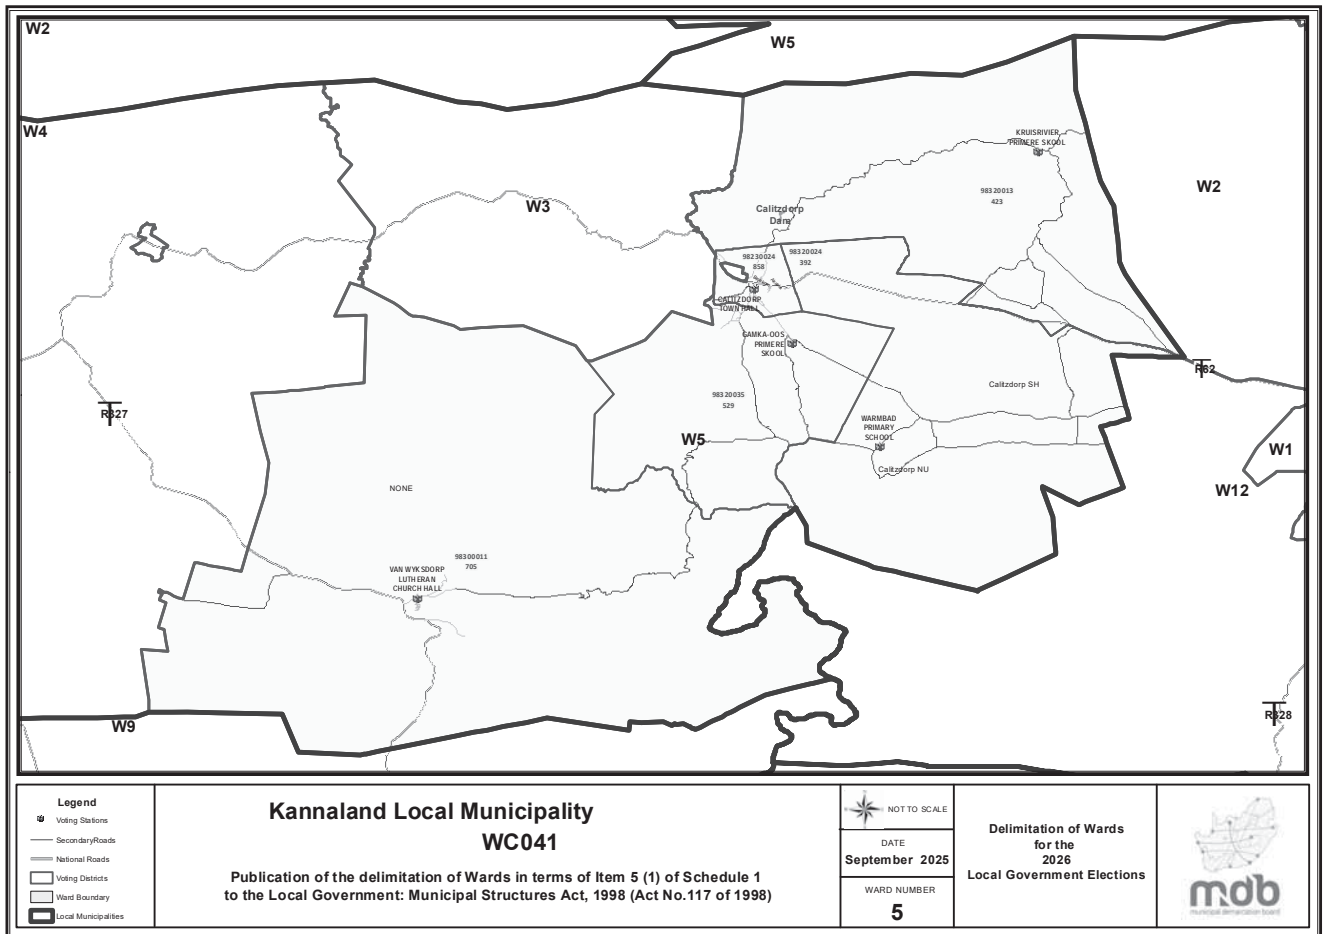 W2
W5
W4
KRUISRIVIER
PRIMERE SKOOL
W2
98320013
423
W3
Calitzdorp
Dam
98230024
858
98320024
392
CALITZDORP
TOWN HALL
GAMKA-OOS
PRIMERE
SKOOL
R62
Calitzdorp SH
98320035
529
R327
WARMBAD
PRIMARY
SCHOOL
W5
W1
Calitzdorp NU
NONE
W12
98300011
705
VAN WYKSDORP
LUTHERAN
CHURCH HALL
R328
W9
Legend
Voting Stations
SecondaryRoads
National Roads
Voting Districts
Ward Boundary
Local Municipalities
Kannaland Local Municipality
WC041
Publication of the delimitation of Wards in terms of Item 5 (1) of Schedule 1
to the Local Government: Municipal Structures Act, 1998 (Act No.117 of 1998)
NOT TO SCALE
DATE
September 2025
WARD NUMBER
5
Delimitation of Wards
for the
2026
Local Government Elections
mdb
municipal demarcation board